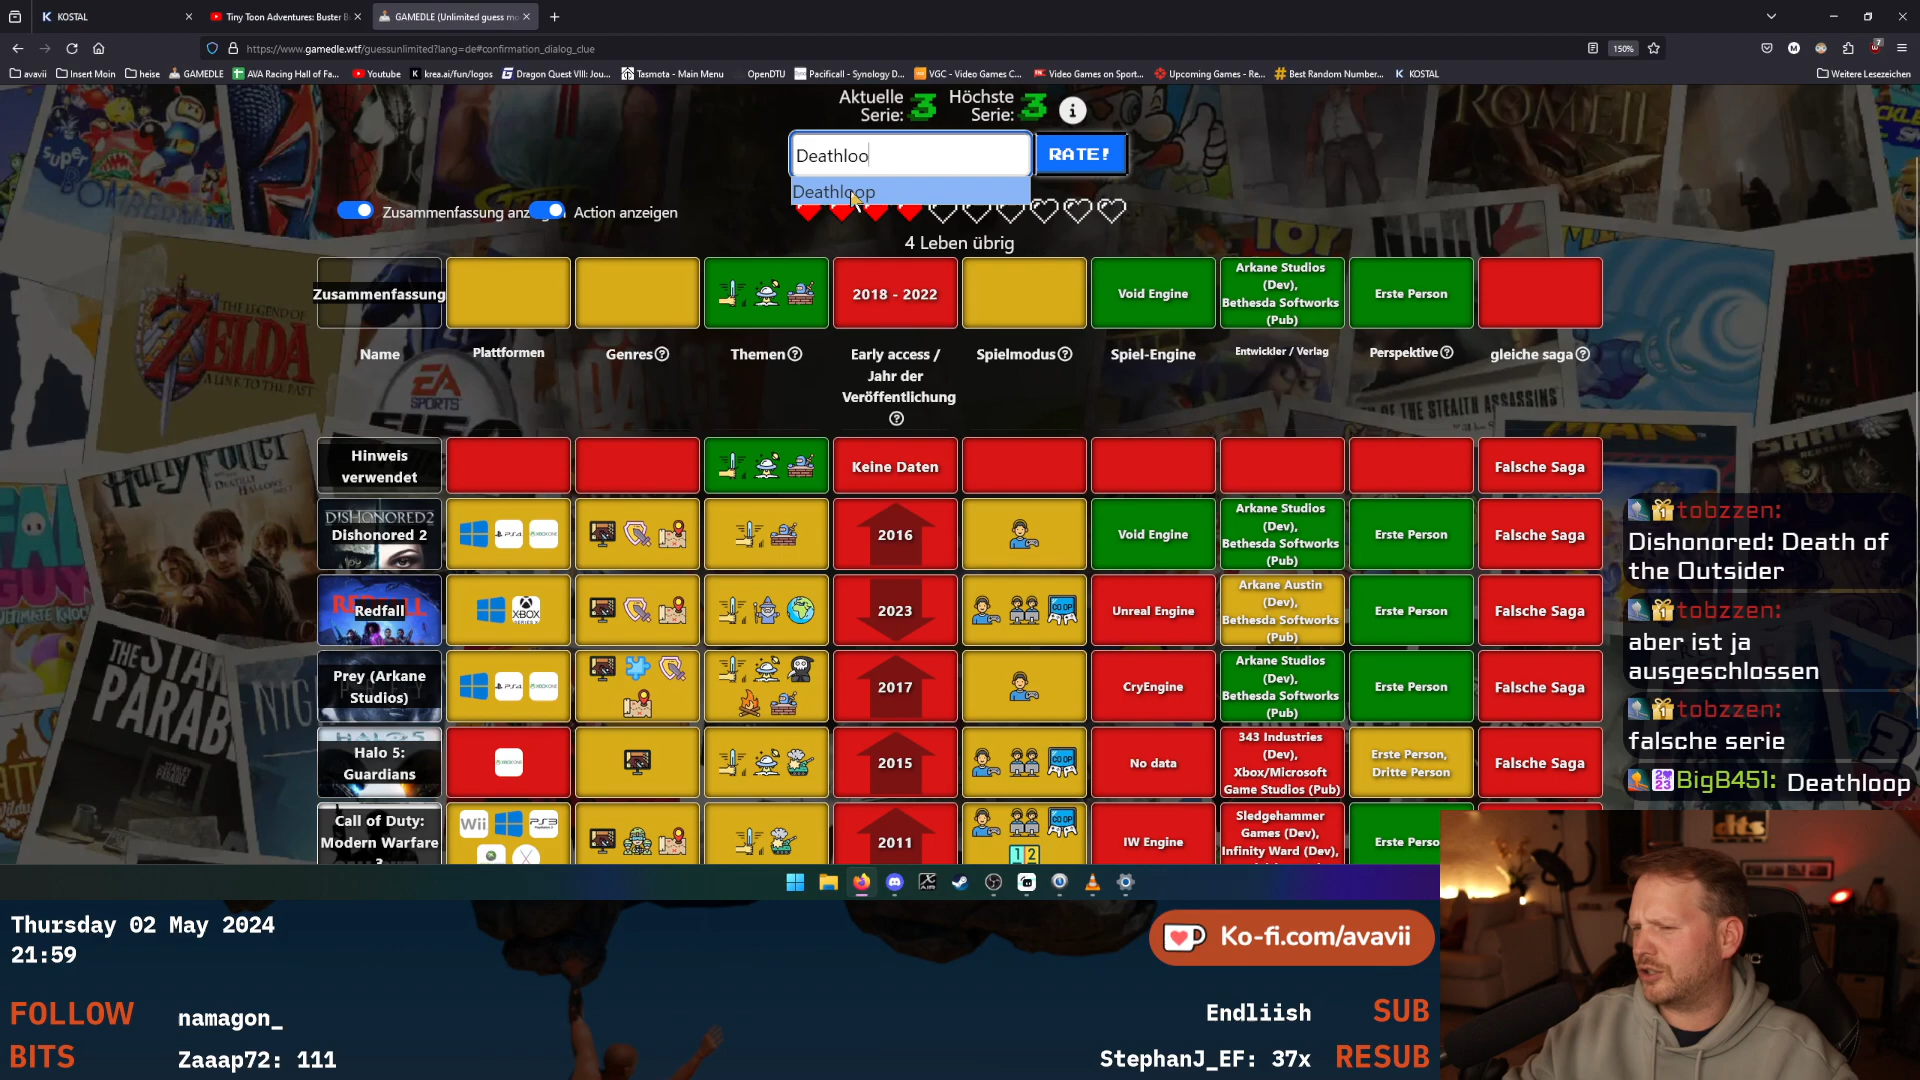 KOSTAL
Tiny Toon Adventures: Buster B
GAMEDLE (Unlimited guess mo
https://www.gamedle.wtf/guessunlimited?lang=de#confirmation_dialog_clue
150%
avavii
Insert Moin
heise
GAMEDLE
AVA Racing Hall of Fa...
Youtube
krea.ai/fun/logos
Dragon Quest VIII: Jou...
Tasmota - Main Menu
OpenDTU
Pacificall - Synology D...
VGC - Video Games C...
Video Games on Sport...
Upcoming Games - Re...
Best Random Number...
KOSTAL
Weitere Lesezeichen
Aktuelle Serie: 3
Höchste Serie: 3
Deathloo
RATE!
Deathloop
Zusammenfassung anz
Action anzeigen
4 Leben übrig
Zusammenfassung
2018 - 2022
Void Engine
Arkane Studios (Dev), Bethesda Softworks (Pub)
Erste Person
Name
Plattformen
Genres
Themen
Early access / Jahr der Veröffentlichung
Spielmodus
Spiel-Engine
Entwickler / Verlag
Perspektive
gleiche saga
Hinweis verwendet
Keine Daten
Falsche Saga
DISHONORED2
Dishonored 2
2016
Void Engine
Arkane Studios (Dev), Bethesda Softworks (Pub)
Erste Person
Falsche Saga
Redfall
XBOX
2023
Unreal Engine
Arkane Austin (Dev), Bethesda Softworks (Pub)
Erste Person
Falsche Saga
Prey (Arkane Studios)
PS4
2017
CryEngine
Arkane Studios (Dev), Bethesda Softworks (Pub)
Erste Person
Falsche Saga
Halo 5: Guardians
2015
No data
343 Industries (Dev), Xbox/Microsoft Game Studios (Pub)
Erste Person, Dritte Person
Falsche Saga
Call of Duty: Modern Warfare
Wii
2011
IW Engine
Sledgehammer Games (Dev), Infinity Ward (Dev),
Erste Perso
tobzzen:
Dishonored: Death of
the Outsider
tobzzen:
aber ist ja
ausgeschlossen
tobzzen:
falsche serie
BigB451: Deathloop
Thursday 02 May 2024
21:59
Ko-fi.com/avavii
FOLLOW namagon_
BITS Zaaap72: 111
Endliish SUB
StephanJ_EF: 37x RESUB